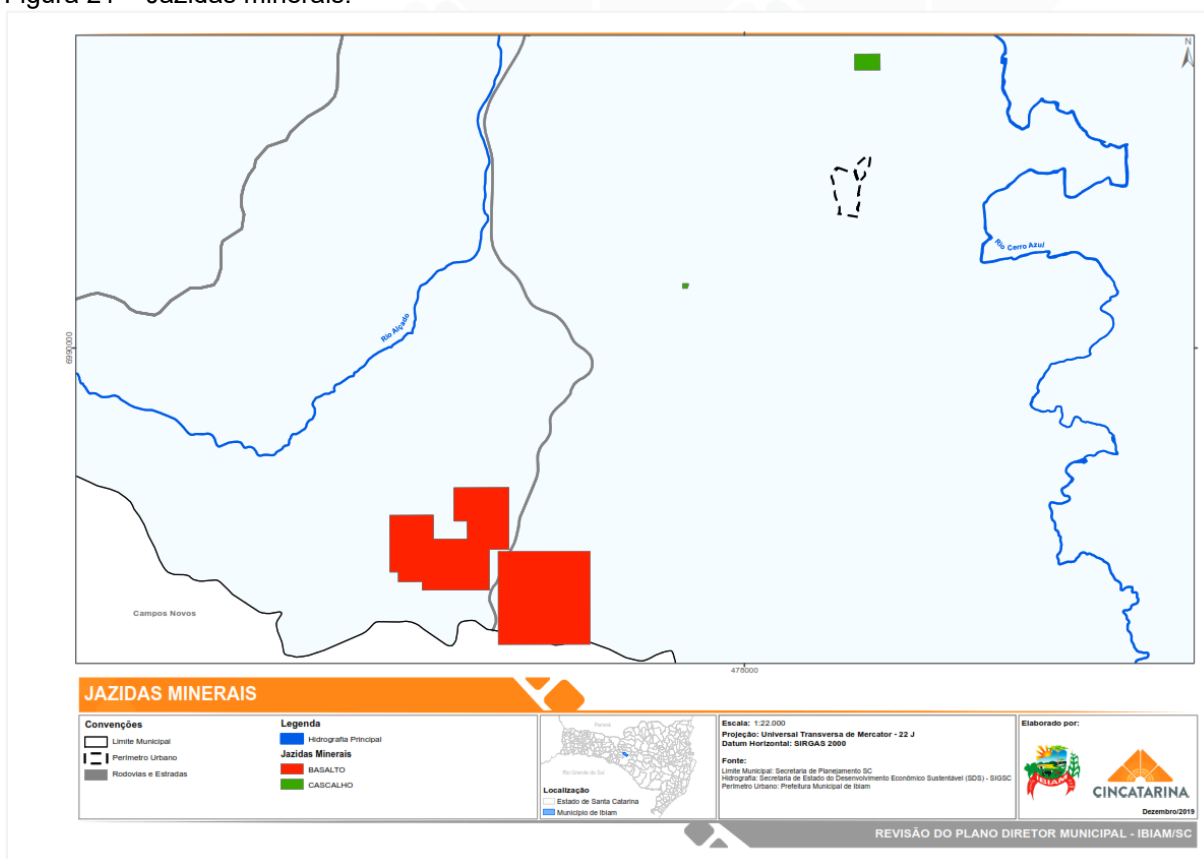 Figura 21 – Jazidas minerais.
N
Rio Cerro Azul
Rio Alçado
6990000
Campos Novos
JAZIDAS MINERAIS
Convenções
Limite Municipal
Perímetro Urbano
Rodovias e Estradas
Legenda
Hidrografia Principal
Jazidas Minerais
BASALTO
CASCALHO
Paraná
Rio Grande do Sul
Localização
Estado de Santa Catarina
Município de Ibiam
Escala: 1:22.000
Projeção: Universal Transversa de Mercator - 22 J
Datum Horizontal: SIRGAS 2000
Fonte:
Limite Municipal: Secretaria de Planejamento SC
Hidrografia: Secretaria de Estado do Desenvolvimento Econômico Sustentável (SDS) - SIGSC
Perímetro Urbano: Prefeitura Municipal de Ibiam
Elaborado por:
IBIAM
CINCATARINA
Dezembro/2019
REVISÃO DO PLANO DIRETOR MUNICIPAL - IBIAM/SC